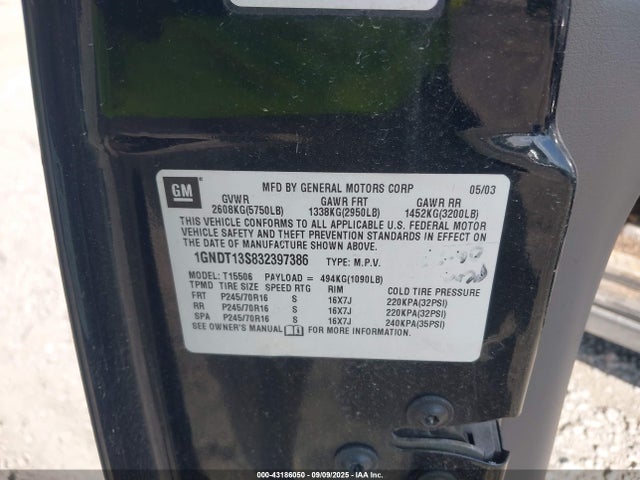 GM
MFD BY GENERAL MOTORS CORP 05/03
GVWR GAWR FRT GAWR RR
2608KG(5750LB) 1338KG(2950LB) 1452KG(3200LB)
THIS VEHICLE CONFORMS TO ALL APPLICABLE U.S. FEDERAL MOTOR
VEHICLE SAFETY AND THEFT PREVENTION STANDARDS IN EFFECT ON
THE DATE OF MANUFACTURE SHOWN ABOVE.
1GNDT13S832397386 TYPE: M.P.V.
MODEL: T15506 PAYLOAD = 494KG(1090LB)
TPMD TIRE SIZE SPEED RTG RIM COLD TIRE PRESSURE
FRT P245/70R16 S 16X7J 220KPA(32PSI)
RR P245/70R16 S 16X7J 220KPA(32PSI)
SPA P245/70R16 S 16X7J 240KPA(35PSI)
SEE OWNER'S MANUAL FOR MORE INFORMATION.
000-43186050 - 09/09/2025 - IAAI.COM